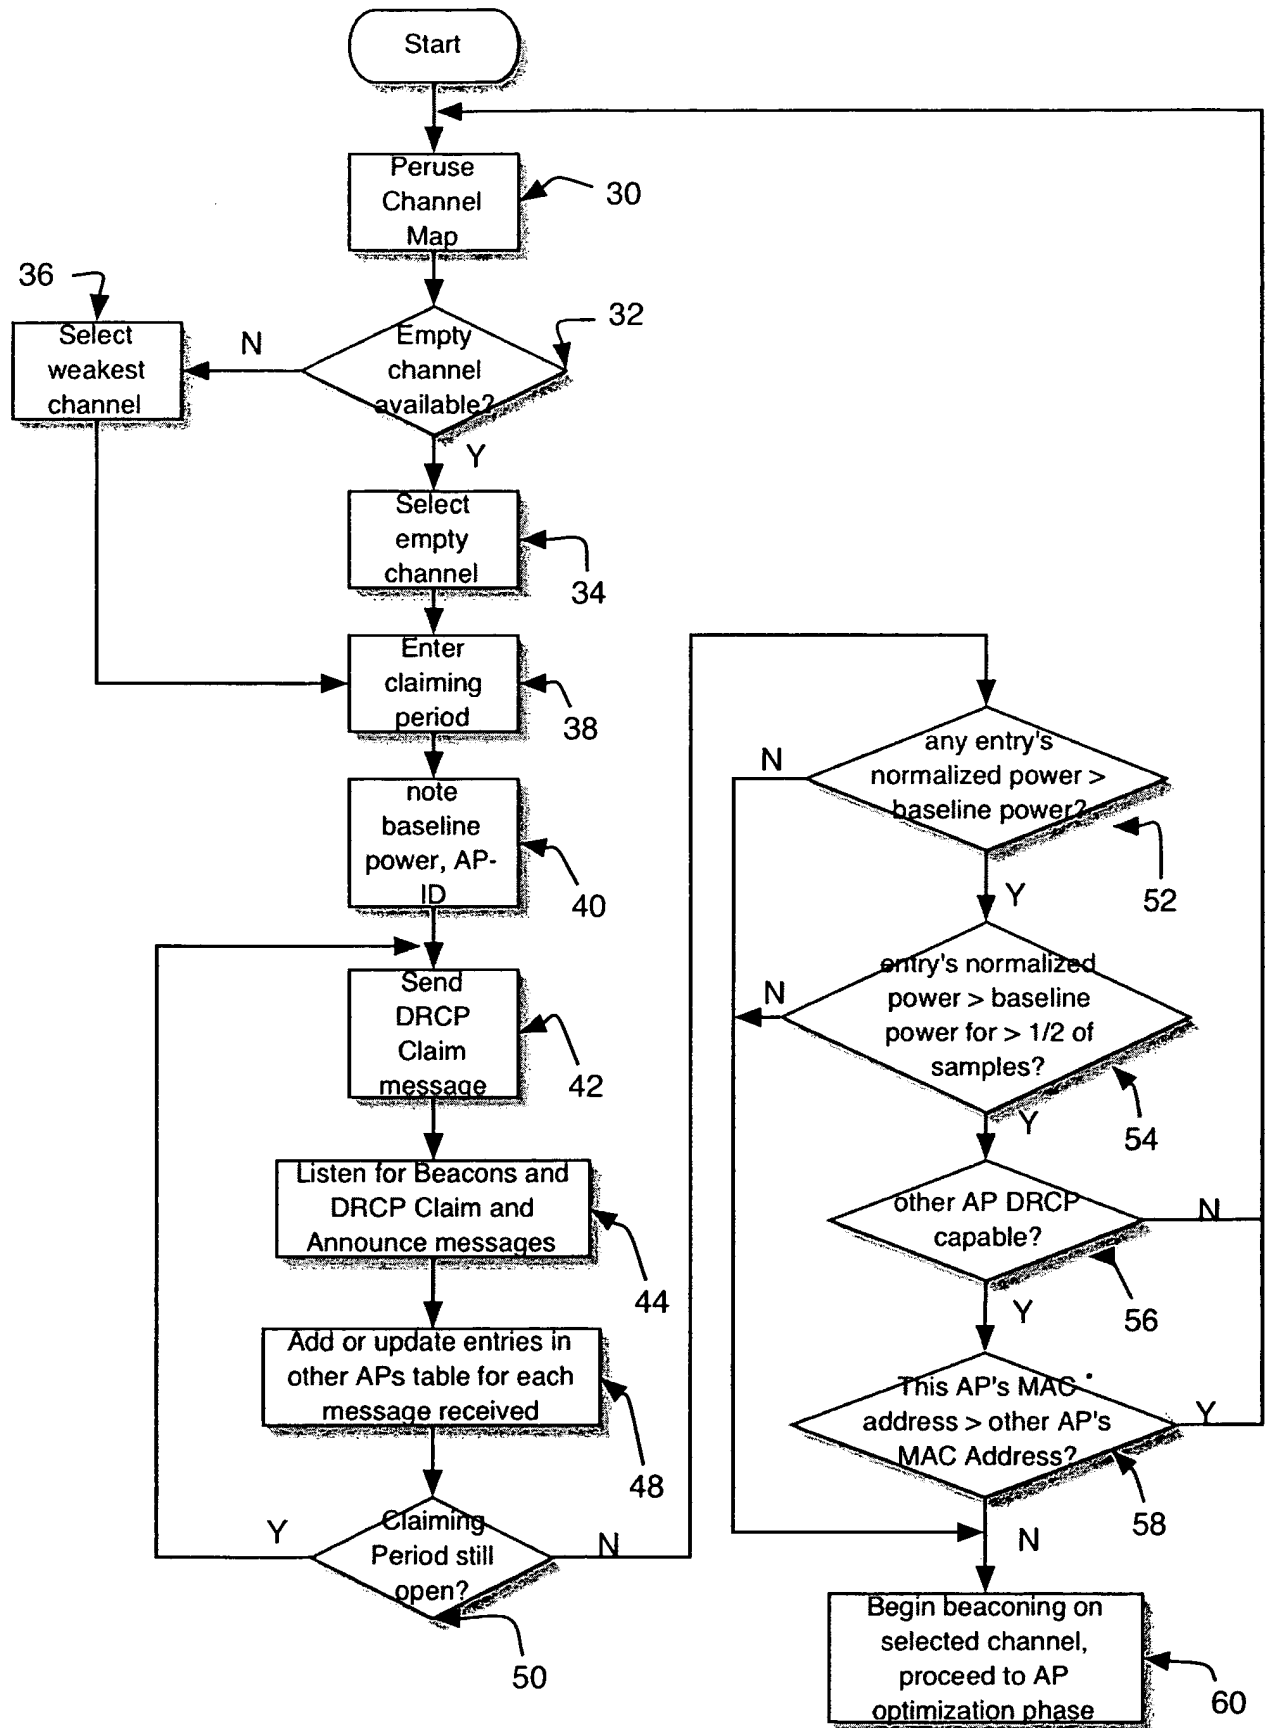 Start
Peruse
Channel
Map
30
36
Select
weakest
channel
N
Empty
channel
available?
32
Y
Select
empty
channel
34
Enter
claiming
period
38
note
baseline
power, AP-
ID
40
Send
DRCP
Claim
message
42
Listen for Beacons and
DRCP Claim and
Announce messages
44
Add or update entries in
other APs table for each
message received
48
Y
Claiming
Period still
open?
N
50
N
any entry's
normalized power >
baseline power?
52
Y
N
entry's normalized
power > baseline
power for > 1/2 of
samples?
54
Y
other AP DRCP
capable?
N
56
Y
This AP's MAC
address > other AP's
MAC Address?
Y
58
N
Begin beaconing on
selected channel,
proceed to AP
optimization phase
60